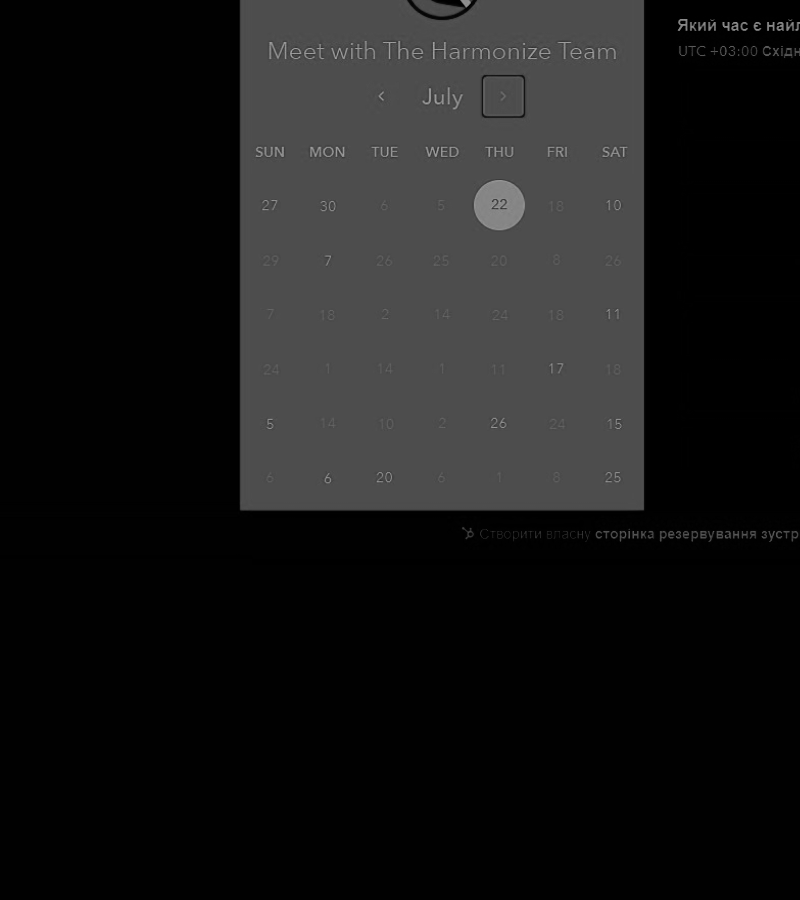 Meet with The Harmonize Team
July
SUN MON TUE WED THU FRI SAT
27 30 6 5 22 18 10
29 7 26 25 20 8 26
7 18 2 14 24 18 11
24 1 14 1 11 17 18
5 14 10 2 26 24 15
6 6 20 6 1 8 25
Який час є
UTC +03:00
Створити власну сторінка резервування